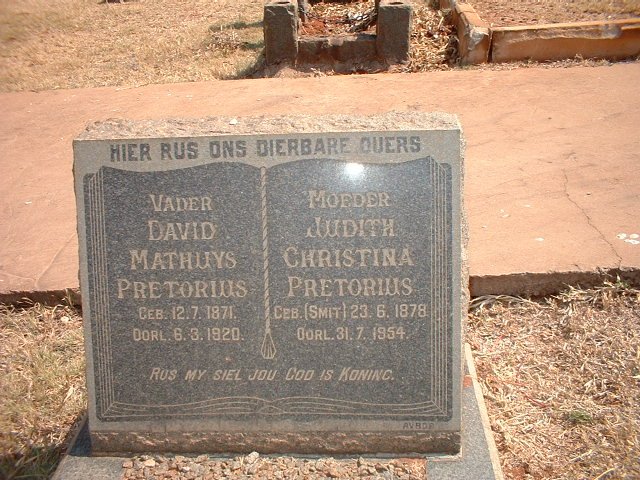 HIER RUS ONS DIERBARE OUERS
VADER
DAVID
MATHUYS
PRETORIUS
GEB. 12.7.1871.
OORL. 6.3.1920.
MOEDER
JUDITH
CHRISTINA
PRETORIUS
GEB. (SMIT) 23.6.1878
OORL. 31.7.1954.
RUS MY SIEL JOU GOD IS KONING.